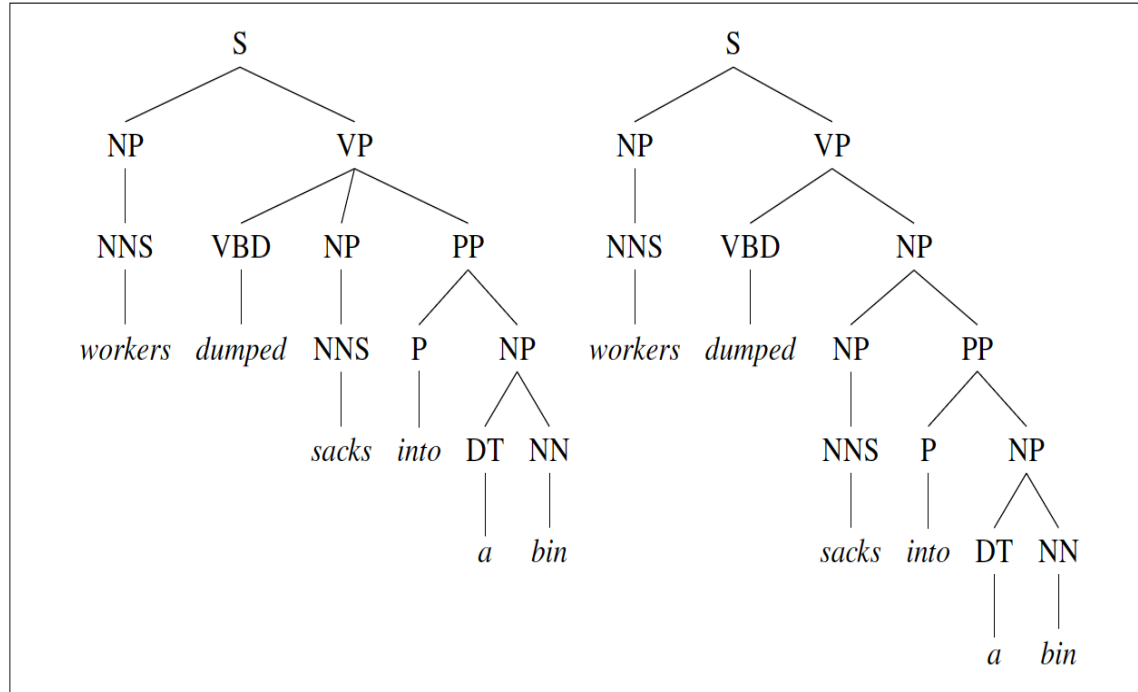 S S
NP VP NP VP
NNS VBD NP PP NNS VBD NP
workers dumped NNS P NP workers dumped NP PP
sacks into DT NN NNS P NP
a bin sacks into DT NN
a bin